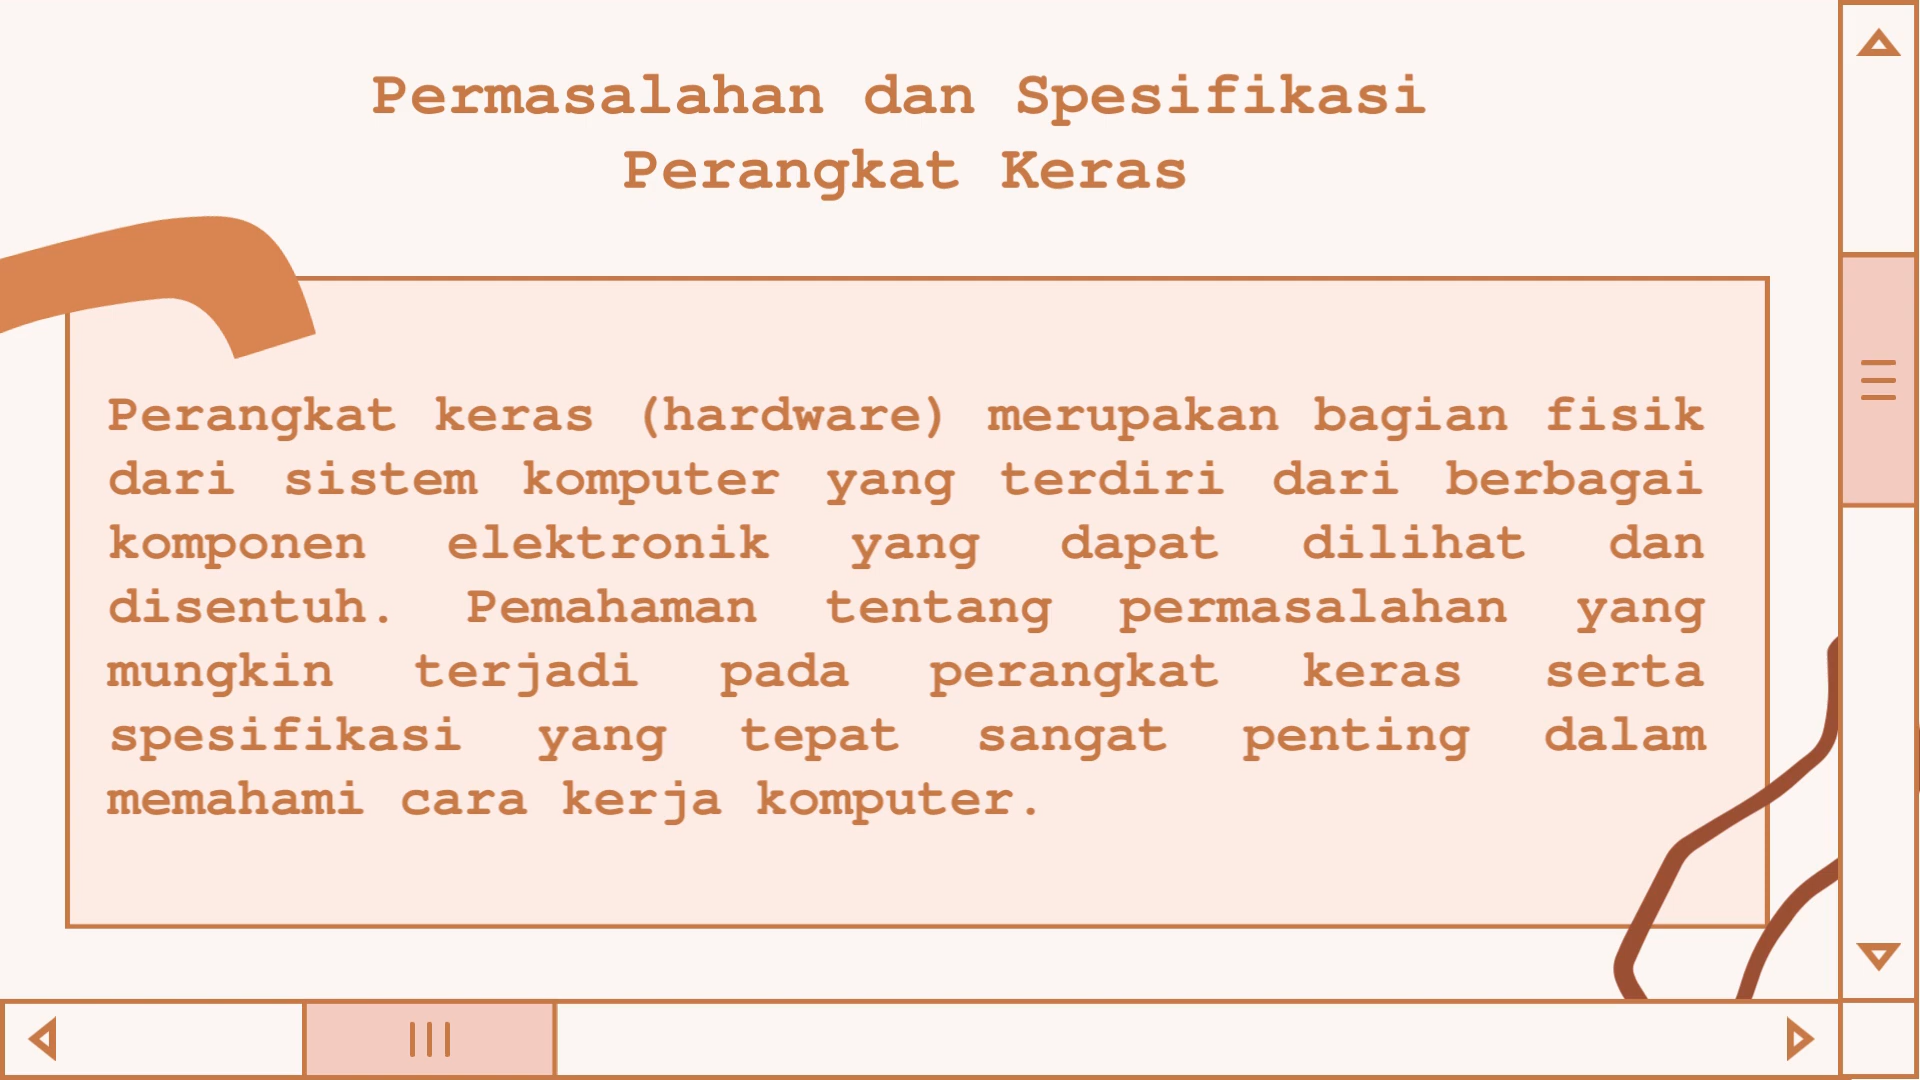 Permasalahan dan Spesifikasi
Perangkat Keras
Perangkat keras (hardware) merupakan bagian fisik
dari sistem komputer yang terdiri dari berbagai
komponen elektronik yang dapat dilihat dan
disentuh. Pemahaman tentang permasalahan yang
mungkin terjadi pada perangkat keras serta
spesifikasi yang tepat sangat penting dalam
memahami cara kerja komputer.